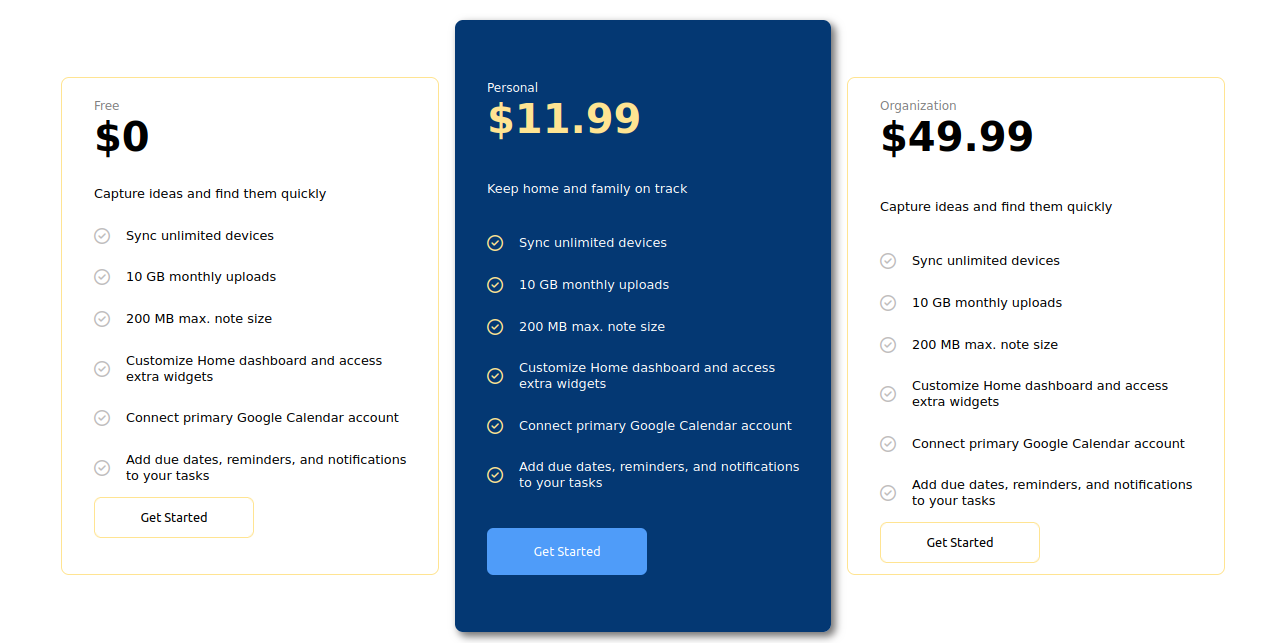 Free
$0
Capture ideas and find them quickly
Sync unlimited devices
10 GB monthly uploads
200 MB max. note size
Customize Home dashboard and access
extra widgets
Connect primary Google Calendar account
Add due dates, reminders, and notifications
to your tasks
Get Started
Personal
$11.99
Keep home and family on track
Sync unlimited devices
10 GB monthly uploads
200 MB max. note size
Customize Home dashboard and access
extra widgets
Connect primary Google Calendar account
Add due dates, reminders, and notifications
to your tasks
Get Started
Organization
$49.99
Capture ideas and find them quickly
Sync unlimited devices
10 GB monthly uploads
200 MB max. note size
Customize Home dashboard and access
extra widgets
Connect primary Google Calendar account
Add due dates, reminders, and notifications
to your tasks
Get Started